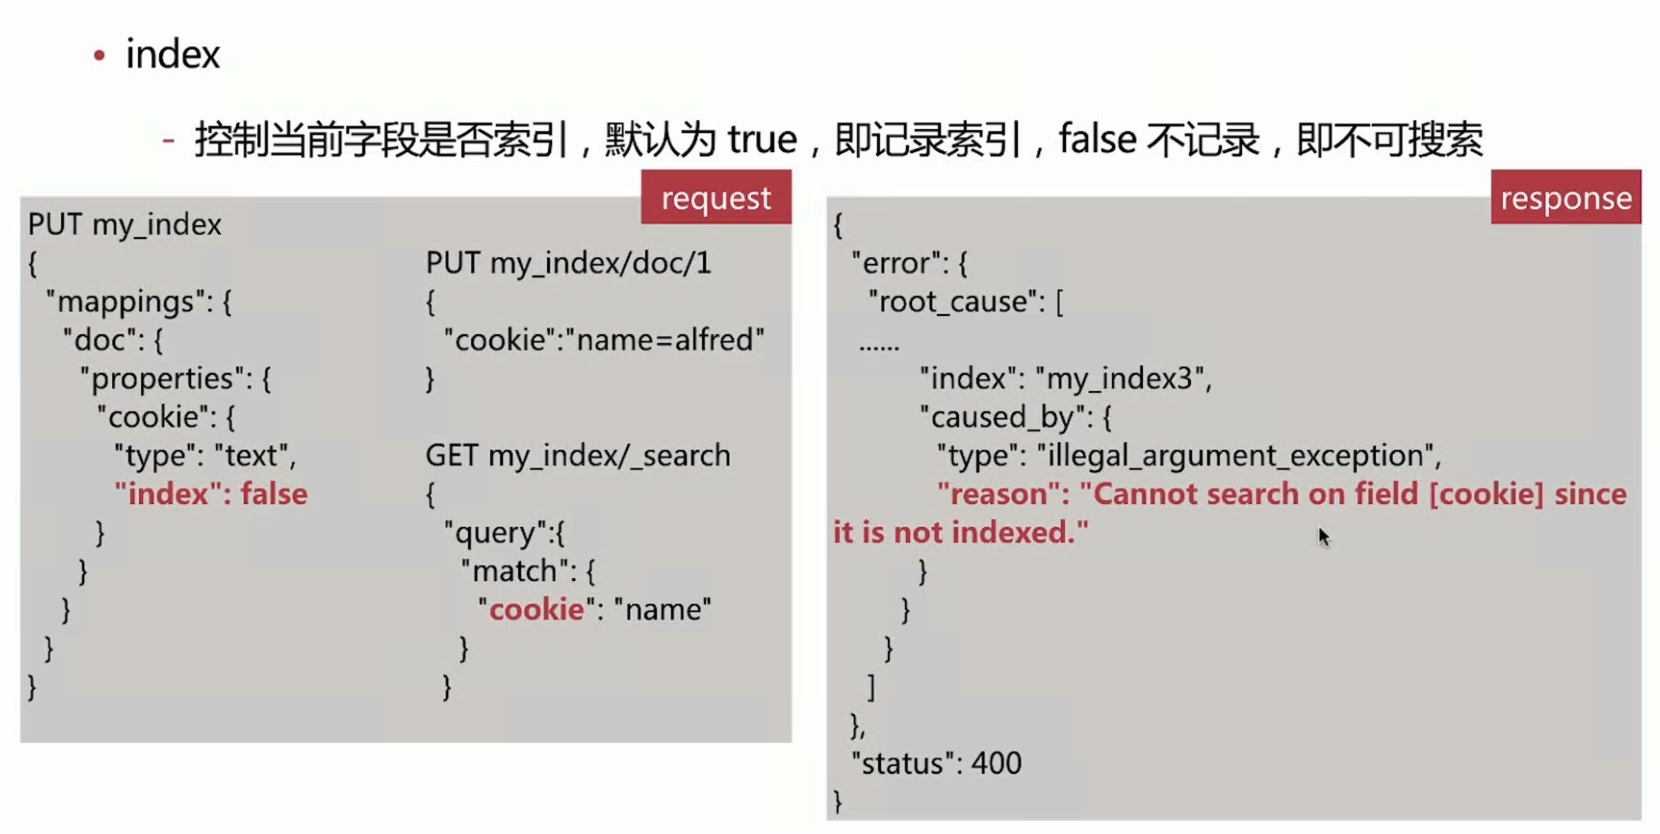 • index
- 控制当前字段是否索引，默认为 true，即记录索引，false 不记录，即不可搜索
request
PUT my_index
{
"mappings": {
"doc": {
"properties": {
"cookie": {
"type": "text",
"index": false
}
}
}
}
}
PUT my_index/doc/1
{
"cookie":"name=alfred"
}
GET my_index/_search
{
"query":{
"match": {
"cookie": "name"
}
}
response
{
"error": {
"root_cause": [
......
"index": "my_index3",
"caused_by": {
"type": "illegal_argument_exception",
"reason": "Cannot search on field [cookie] since
it is not indexed."
}
}
}
]
},
"status": 400
}